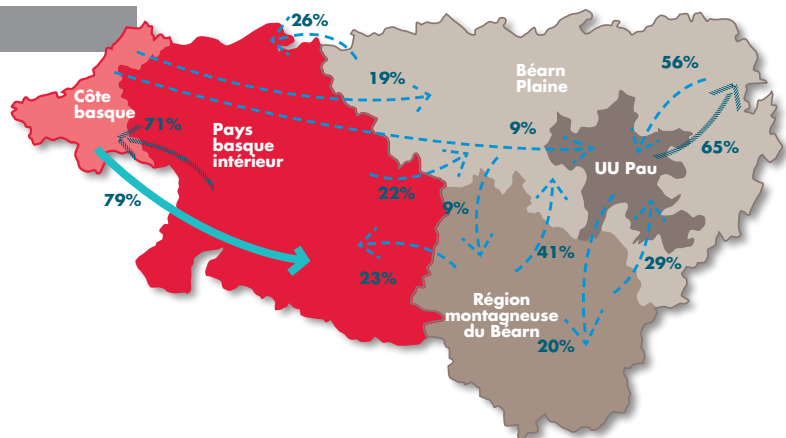 26%
56%
Béarn
Plaine
19%
Côte
basque
71%
Pays
basque
intérieur
9%
65%
UU Pau
79%
22%
9%
41%
29%
23%
Région
montagneuse
du Béarn
20%